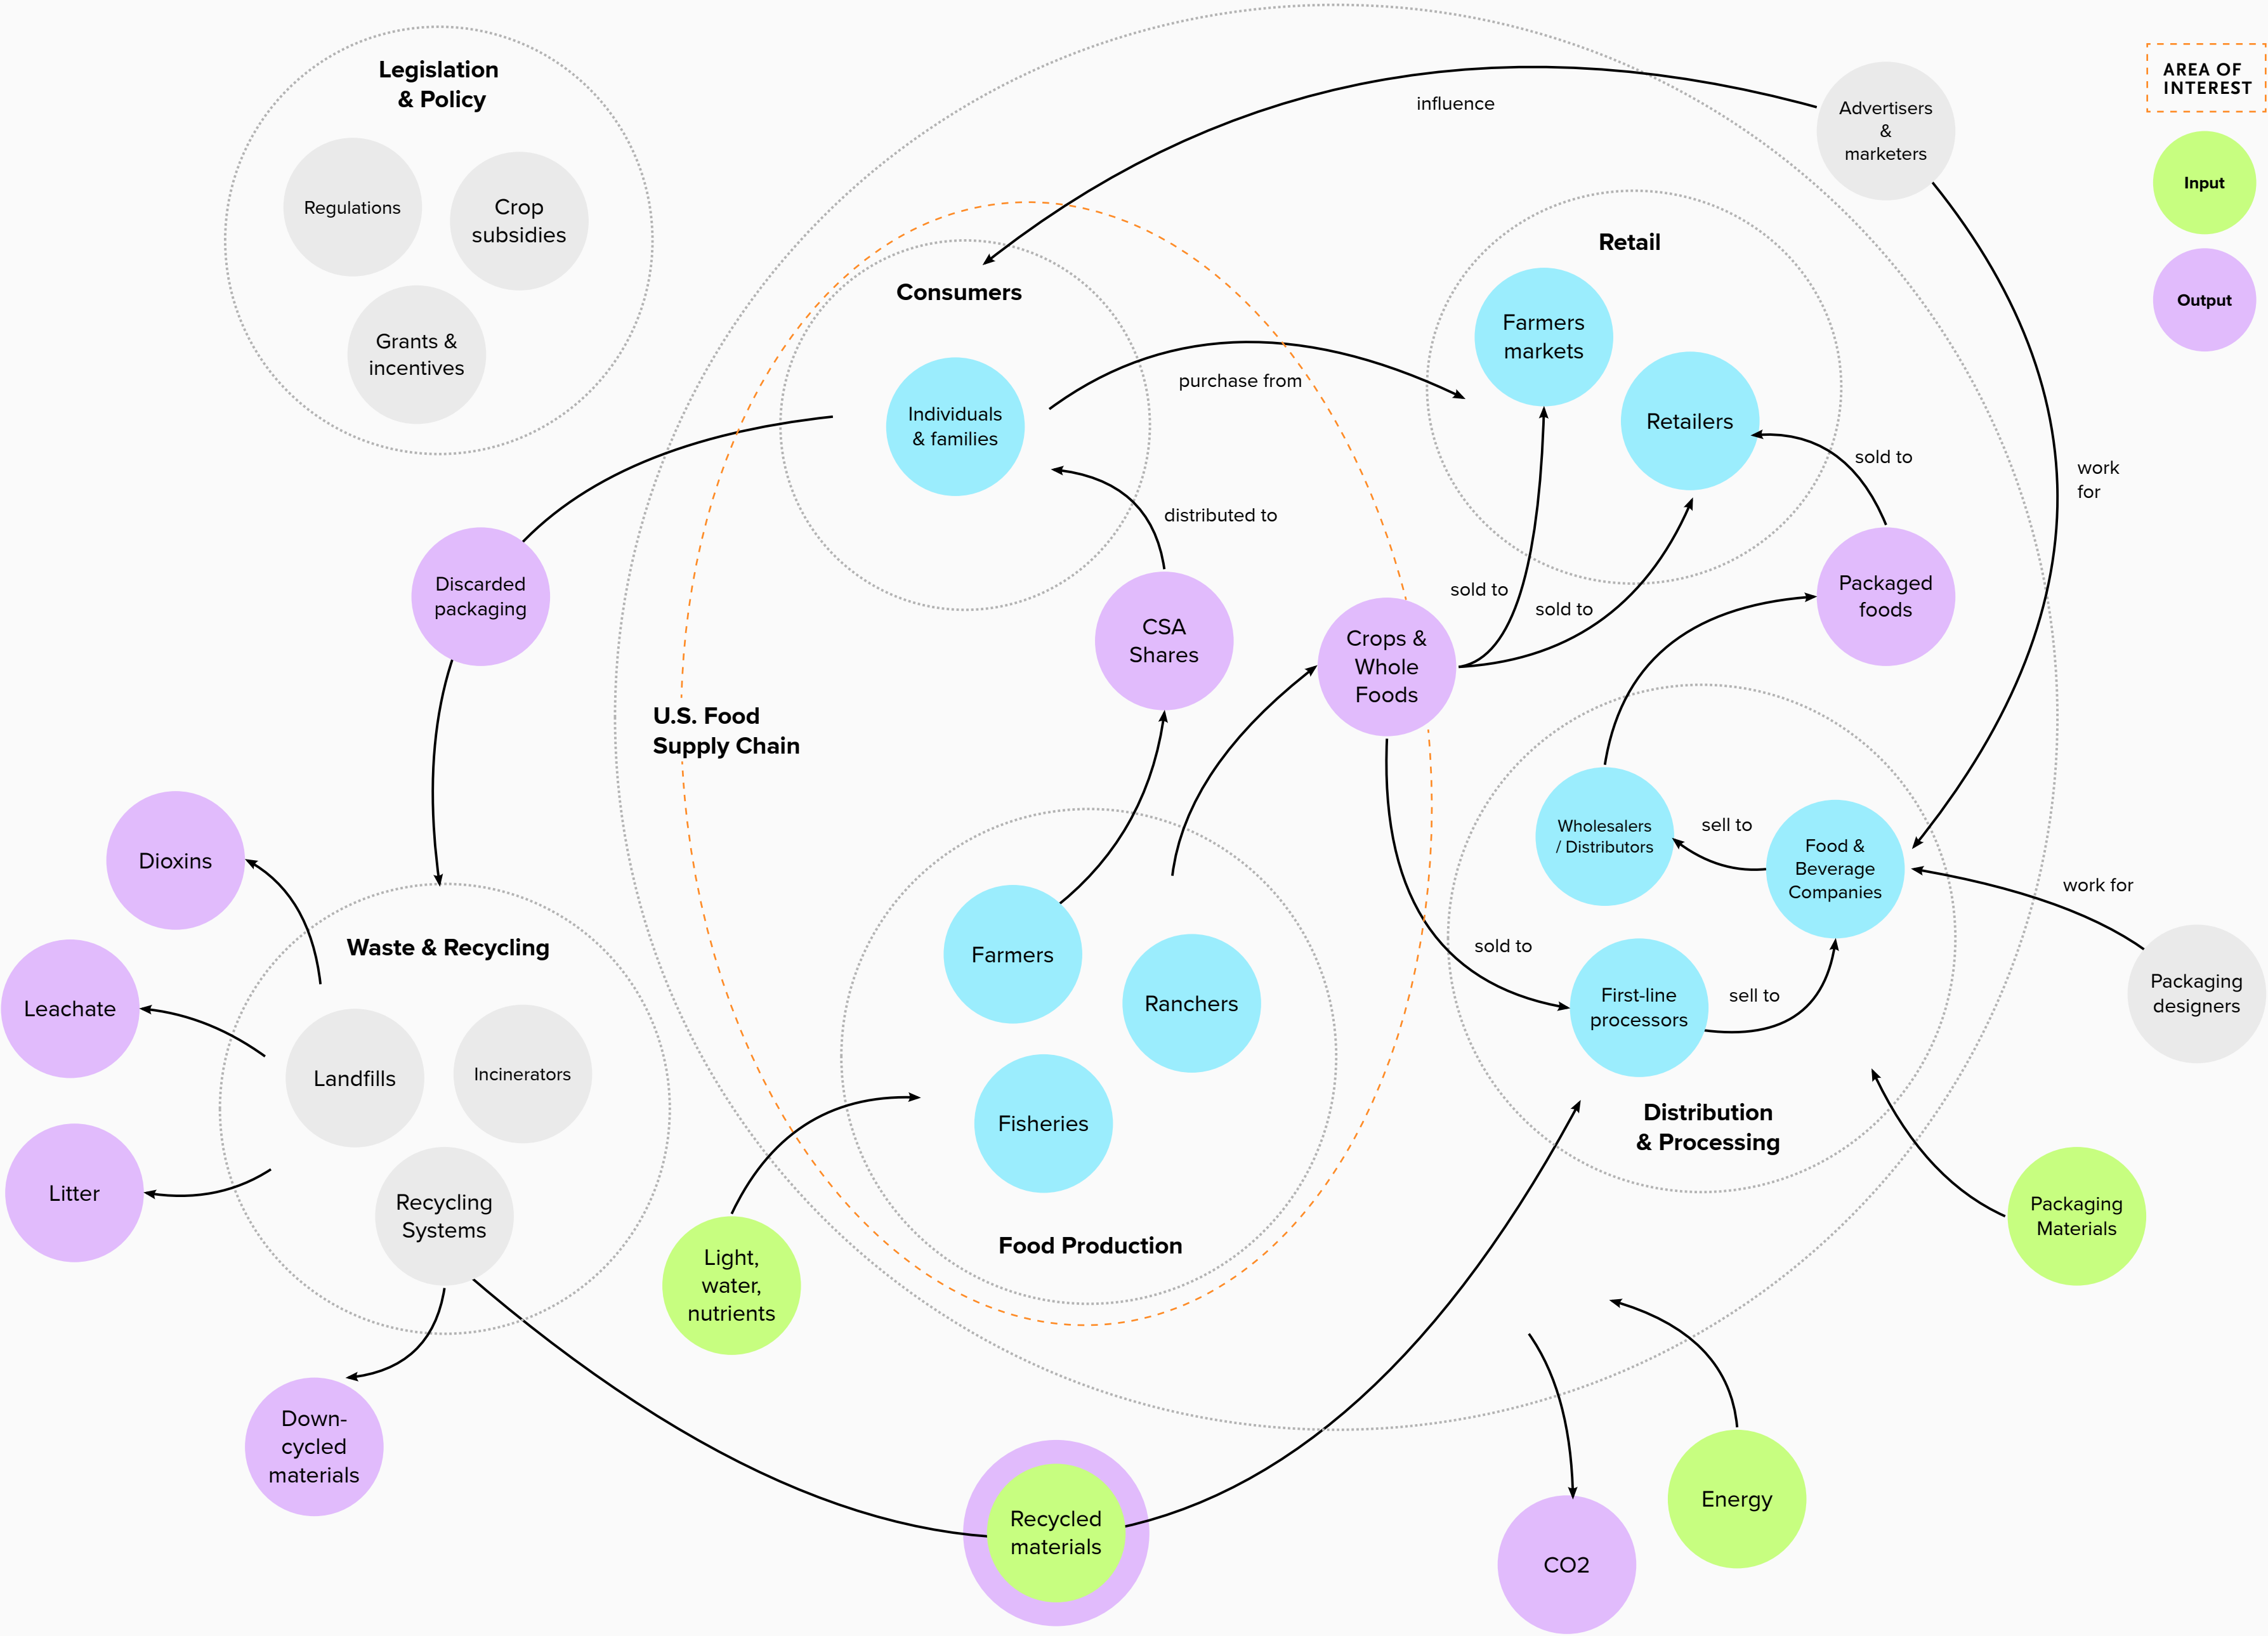 Legislation
& Policy
Regulations
Crop
subsidies
Grants &
incentives
influence
Advertisers
&
marketers
AREA OF
INTEREST
Input
Output
Consumers
Individuals
& families
purchase from
distributed to
Retail
Farmers
markets
Retailers
sold to
work
for
Discarded
packaging
CSA
Shares
Crops &
Whole
Foods
sold to
sold to
Packaged
foods
U.S. Food
Supply Chain
Dioxins
Leachate
Litter
Waste & Recycling
Landfills
Incinerators
Recycling
Systems
Down-
cycled
materials
Farmers
Ranchers
Fisheries
Food Production
Light,
water,
nutrients
Wholesalers
/ Distributors
sell to
Food &
Beverage
Companies
work for
sold to
First-line
processors
sell to
Packaging
designers
Distribution
& Processing
Packaging
Materials
Recycled
materials
CO2
Energy